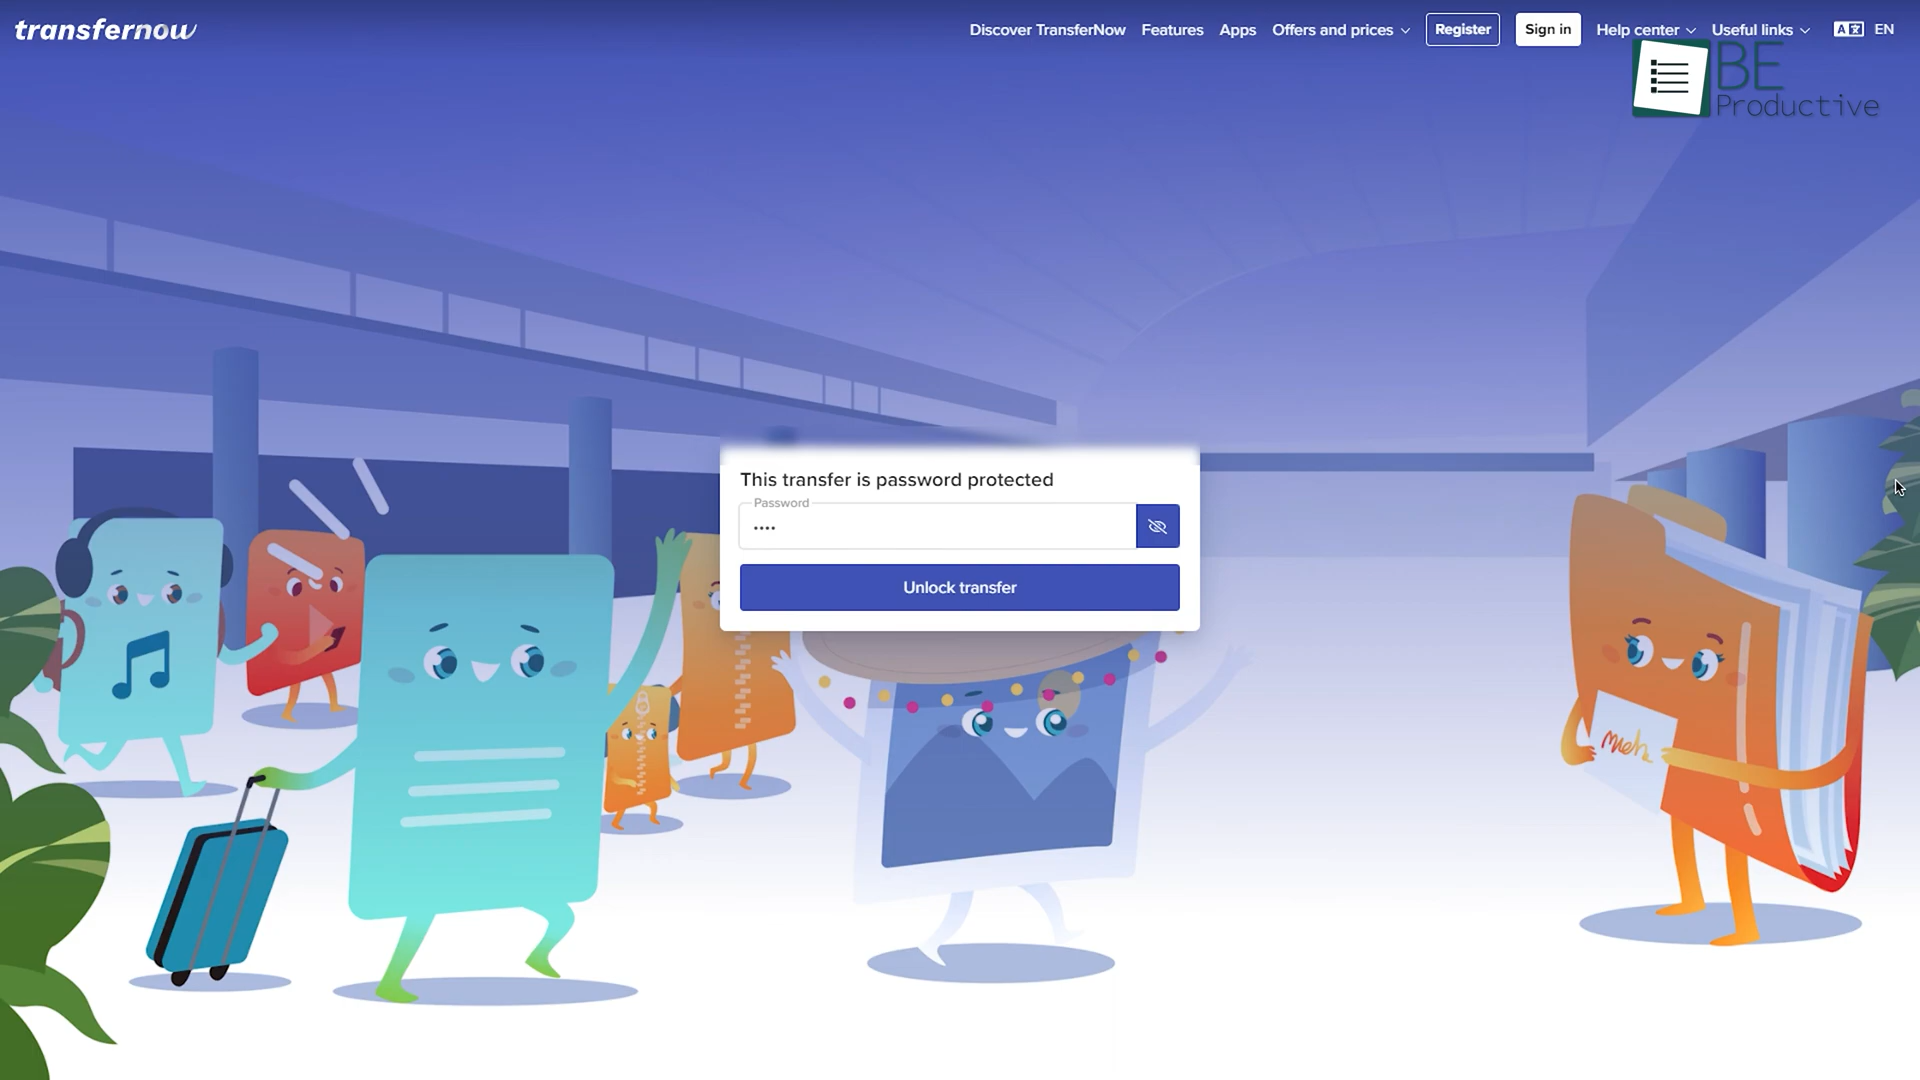 transfernow
Discover TransferNow
Features
Apps
Offers and prices
Register
Sign in
Help center
Useful links
EN
BE
Productive
This transfer is password protected
Password
••••
Unlock transfer
meh.